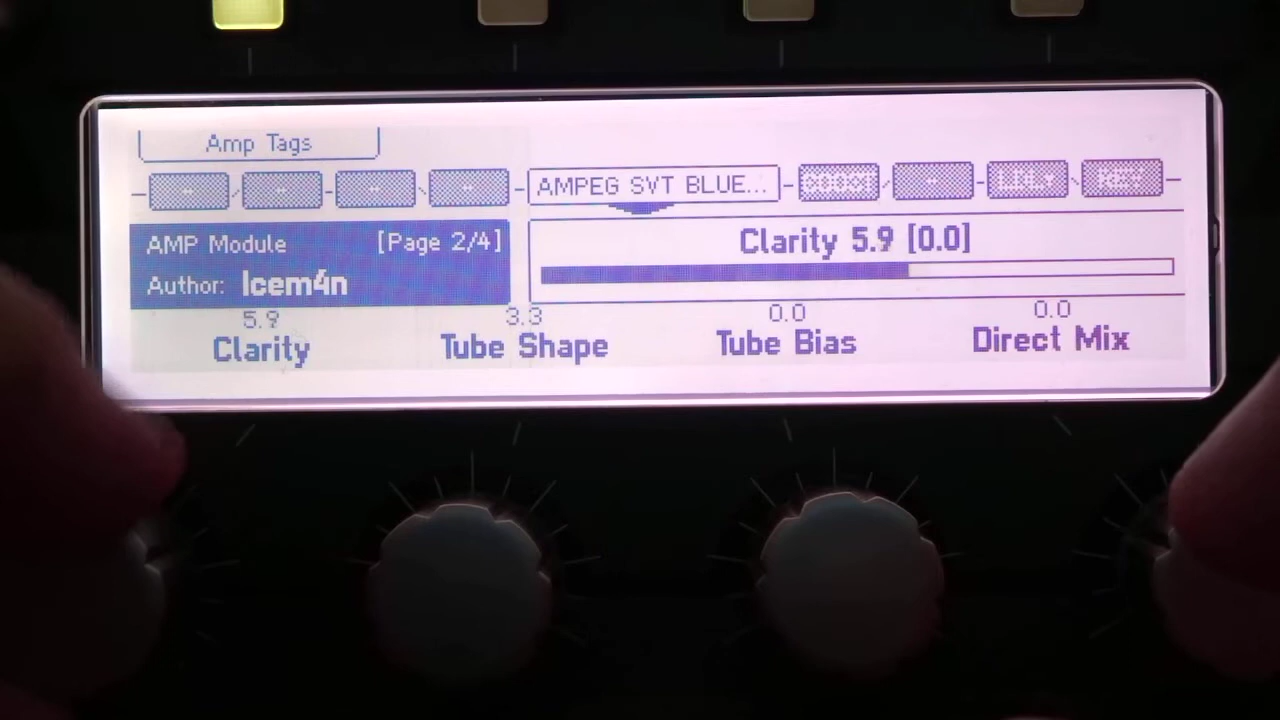 Amp Tags
- - - - AMPEG SVT BLUE... -
AMP Module [Page 2/4]
Author: Icem4n
Clarity 5.9 [0.0]
5.9 3.3 0.0 0.0
Clarity Tube Shape Tube Bias Direct Mix